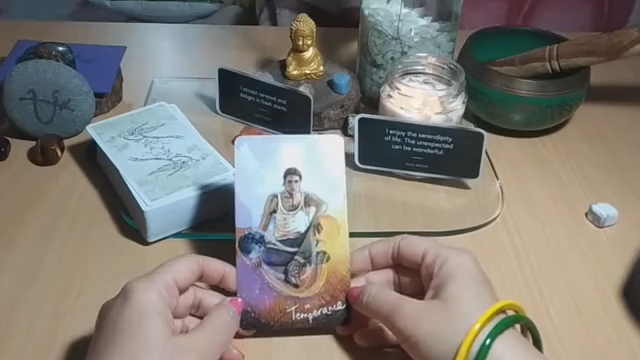 I accept renewal and
delight in fresh starts.
I enjoy the serendipity
of life. The unexpected
can be wonderful.
Temperance